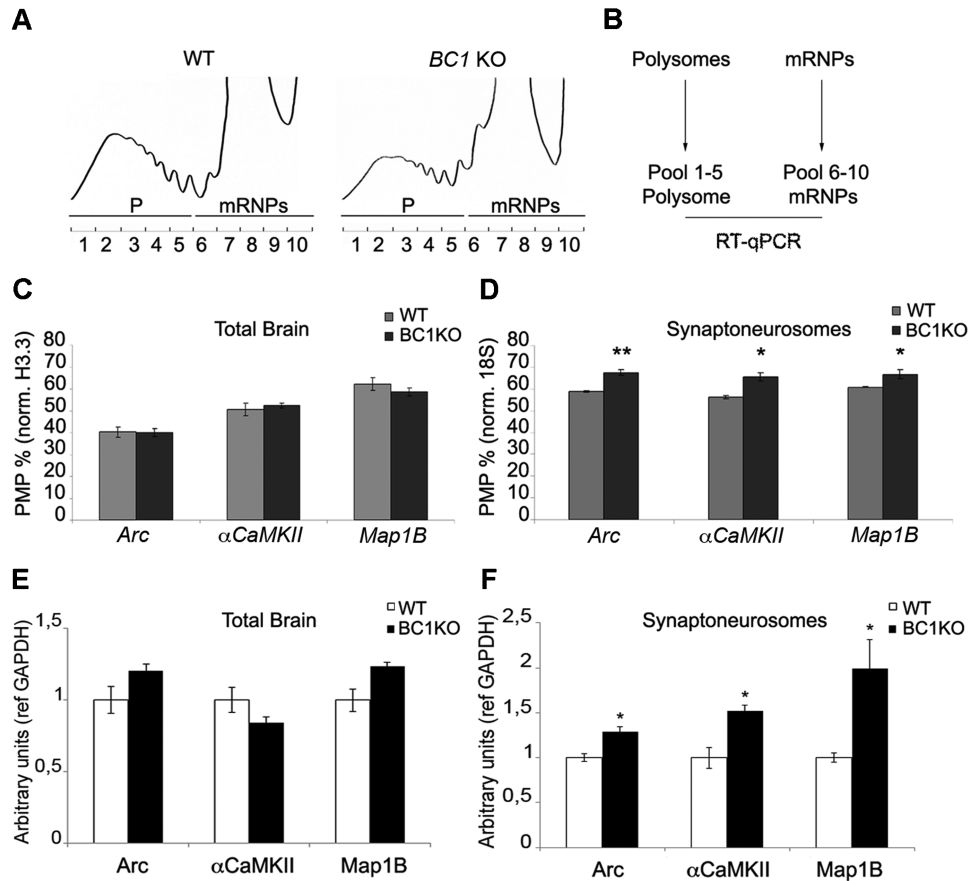 A
WT
BC1 KO
P
mRNPs
P
mRNPs
1 2 3 4 5 6 7 8 9 10
1 2 3 4 5 6 7 8 9 10
B
Polysomes mRNPs
Pool 1-5 Pool 6-10
Polysome mRNPs
RT-qPCR
C
Total Brain
WT
BC1KO
PMP % (norm. H3.3)
80
70
60
50
40
30
20
10
0
Arc αCaMKII Map1B
D
Synaptoneurosomes
WT
BC1KO
PMP % (norm. 18S)
80
70
60
50
40
30
20
10
0
** * *
Arc αCaMKII Map1B
E
Total Brain
WT
BC1KO
Arbitrary units (ref GAPDH)
1,5
1
0,5
0
Arc αCaMKII Map1B
F
Synaptoneurosomes
WT
BC1KO
Arbitrary units (ref GAPDH)
2,5
2
1,5
1
0,5
0
* * *
Arc αCaMKII Map1B